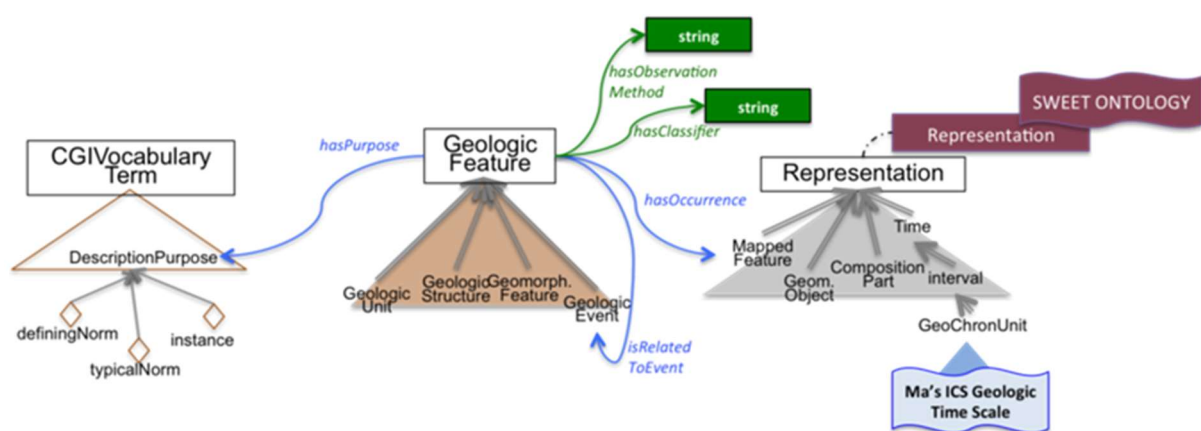 string
hasObservation
Method
string
hasClassifier
SWEET ONTOLOGY
Representation
CGIVocabulary
Term
hasPurpose
Geologic
Feature
Representation
hasOccurrence
DescriptionPurpose
Mapped
Feature
Time
Geom.
Object
Composition
Part
interval
Geologic
Unit
Geologic
Structure
Geomorph.
Feature
Geologic
Event
definingNorm
instance
typicalNorm
isRelated
ToEvent
GeoChronUnit
Ma's ICS Geologic
Time Scale